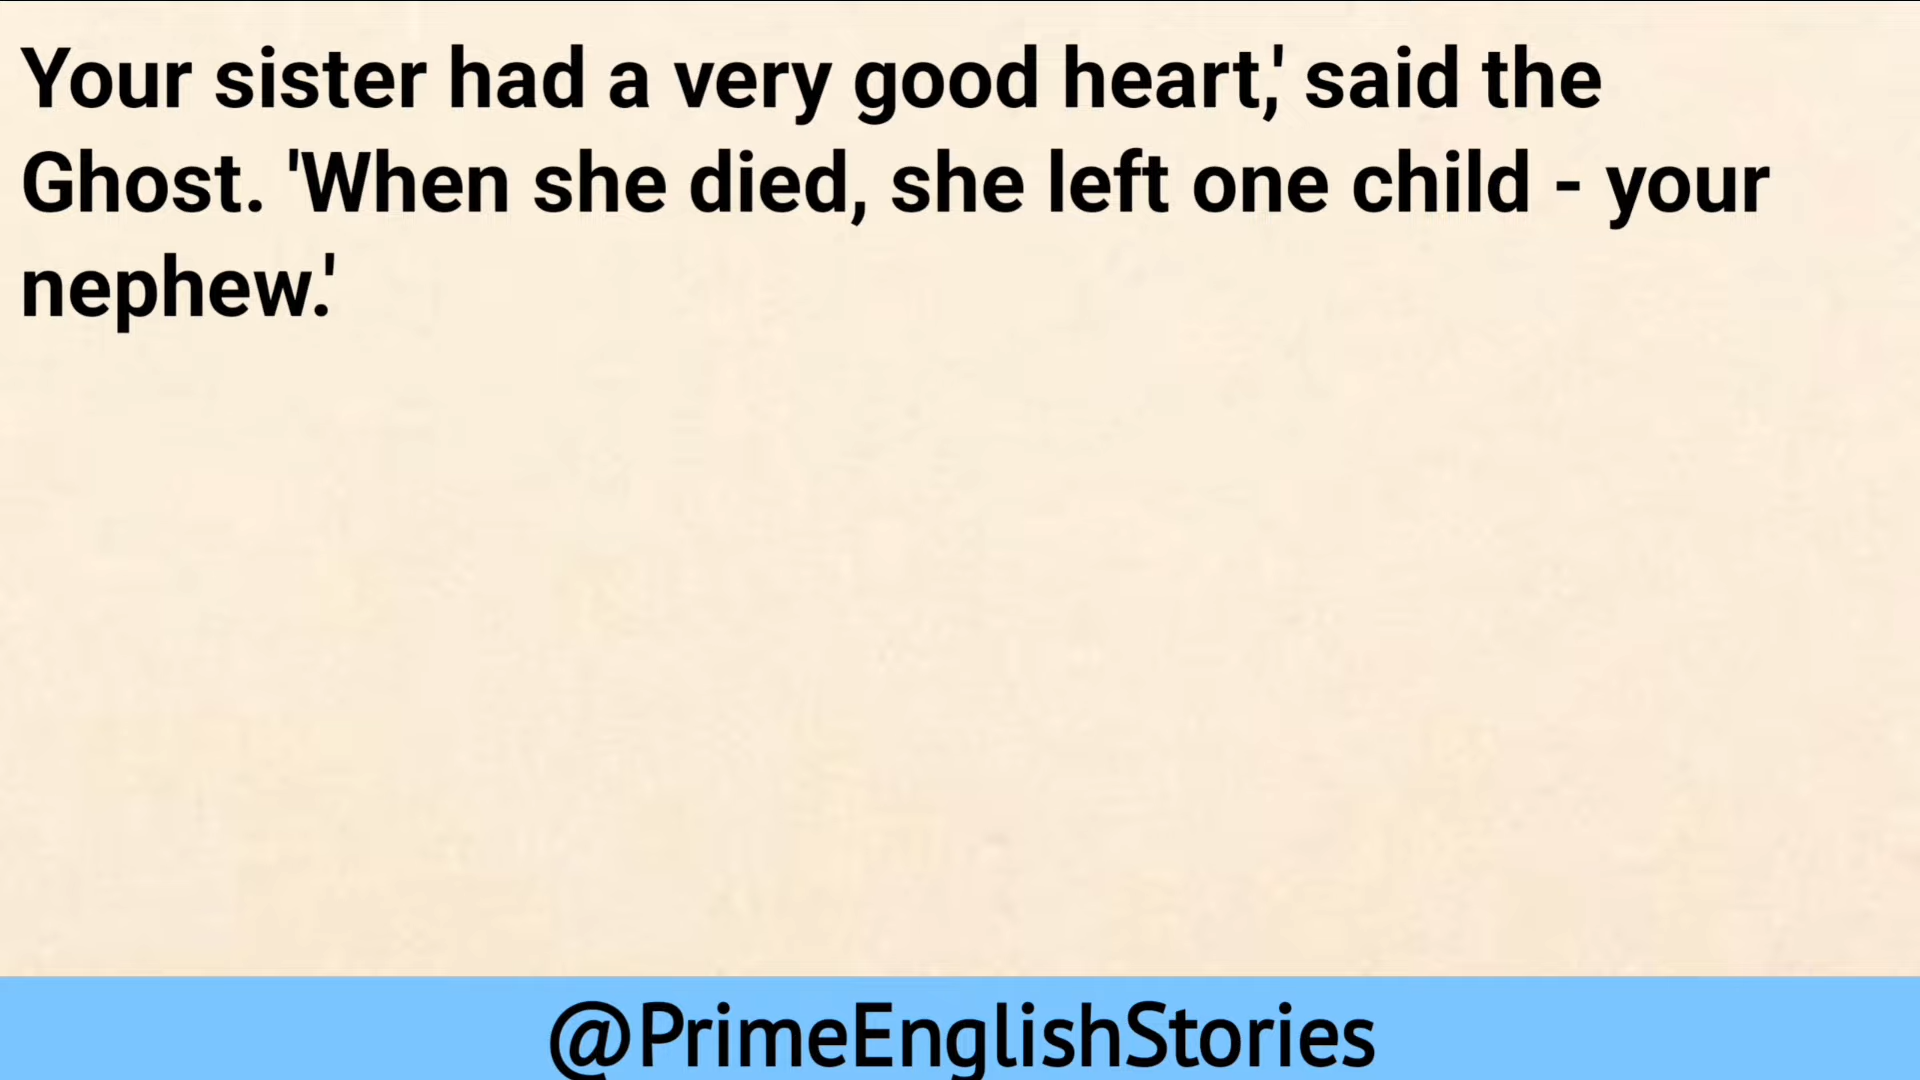 Your sister had a very good heart,' said the
Ghost. 'When she died, she left one child - your
nephew.'
@PrimeEnglishStories